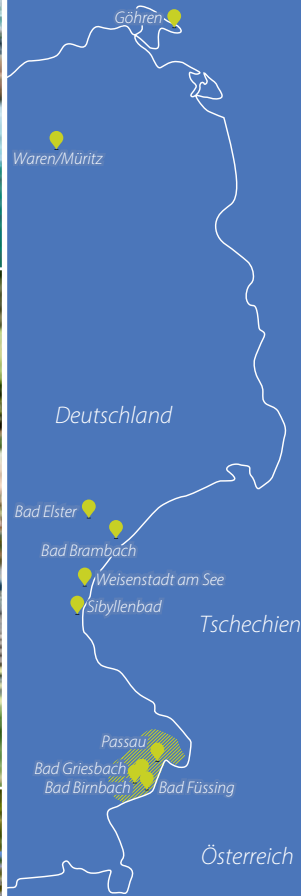 Göhren
Waren/Müritz
Deutschland
Bad Elster
Bad Brambach
Weisenstadt am See
Sibyllenbad
Tschechien
Passau
Bad Griesbach
Bad Birnbach
Bad Füssing
Österreich